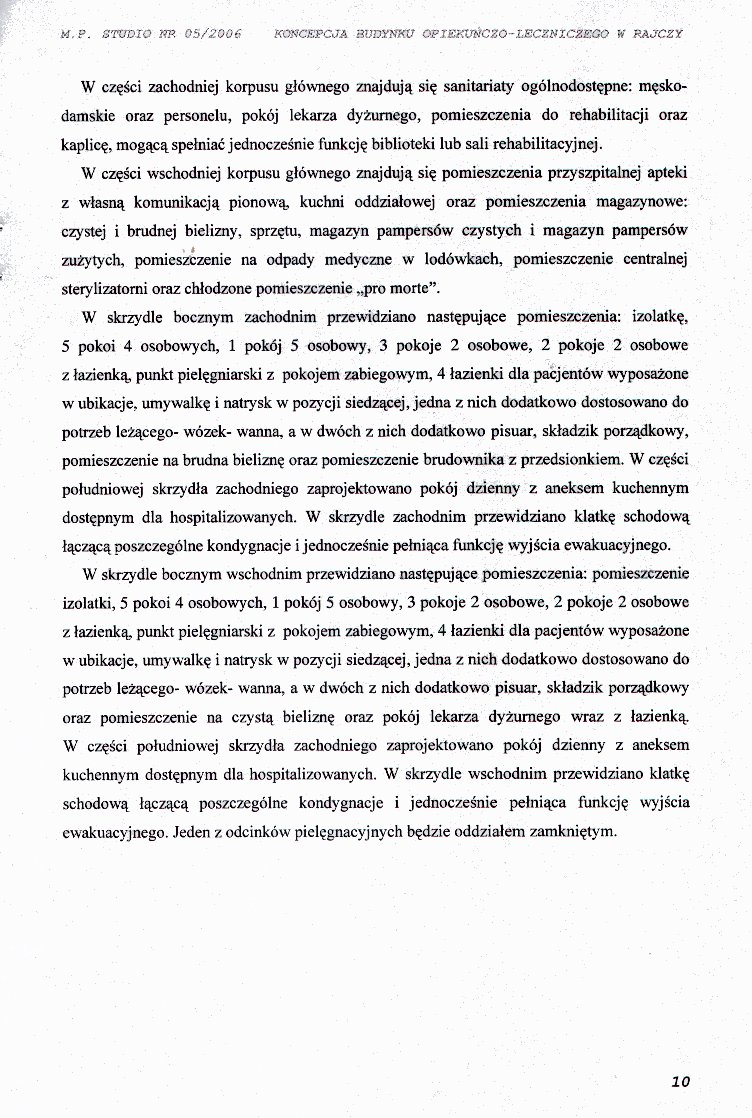 M.P. STUDIO NR 05/2006 KONCEPCJA BUDYNKU OPIEKUŃCZO-LECZNICZEGO W RAJCZY
W części zachodniej korpusu głównego znajdują się sanitariaty ogólnodostępne: męsko-
damskie oraz personelu, pokój lekarza dyżurnego, pomieszczenia do rehabilitacji oraz
kaplicę, mogącą spełniać jednocześnie funkcję biblioteki lub sali rehabilitacyjnej.
W części wschodniej korpusu głównego znajdują się pomieszczenia przyszpitalnej apteki
z własną komunikacją pionową, kuchni oddziałowej oraz pomieszczenia magazynowe:
czystej i brudnej bielizny, sprzętu, magazyn pampersów czystych i magazyn pampersów
zużytych, pomieszczenie na odpady medyczne w lodówkach, pomieszczenie centralnej
sterylizatorni oraz chłodzone pomieszczenie „pro morte”.
W skrzydle bocznym zachodnim przewidziano następujące pomieszczenia: izolatkę,
5 pokoi 4 osobowych, 1 pokój 5 osobowy, 3 pokoje 2 osobowe, 2 pokoje 2 osobowe
z łazienką, punkt pielęgniarski z pokojem zabiegowym, 4 łazienki dla pacjentów wyposażone
w ubikacje, umywalkę i natrysk w pozycji siedzącej, jedna z nich dodatkowo dostosowano do
potrzeb leżącego- wózek- wanna, a w dwóch z nich dodatkowo pisuar, składzik porządkowy,
pomieszczenie na brudna bieliznę oraz pomieszczenie brudownika z przedsionkiem. W części
południowej skrzydła zachodniego zaprojektowano pokój dzienny z aneksem kuchennym
dostępnym dla hospitalizowanych. W skrzydle zachodnim przewidziano klatkę schodową
łączącą poszczególne kondygnacje i jednocześnie pełniąca funkcję wyjścia ewakuacyjnego.
W skrzydle bocznym wschodnim przewidziano następujące pomieszczenia: pomieszczenie
izolatki, 5 pokoi 4 osobowych, 1 pokój 5 osobowy, 3 pokoje 2 osobowe, 2 pokoje 2 osobowe
z łazienką, punkt pielęgniarski z pokojem zabiegowym, 4 łazienki dla pacjentów wyposażone
w ubikacje, umywalkę i natrysk w pozycji siedzącej, jedna z nich dodatkowo dostosowano do
potrzeb leżącego- wózek- wanna, a w dwóch z nich dodatkowo pisuar, składzik porządkowy
oraz pomieszczenie na czystą bieliznę oraz pokój lekarza dyżurnego wraz z łazienką.
W części południowej skrzydła zachodniego zaprojektowano pokój dzienny z aneksem
kuchennym dostępnym dla hospitalizowanych. W skrzydle wschodnim przewidziano klatkę
schodową łączącą poszczególne kondygnacje i jednocześnie pełniąca funkcję wyjścia
ewakuacyjnego. Jeden z odcinków pielęgnacyjnych będzie oddziałem zamkniętym.
10